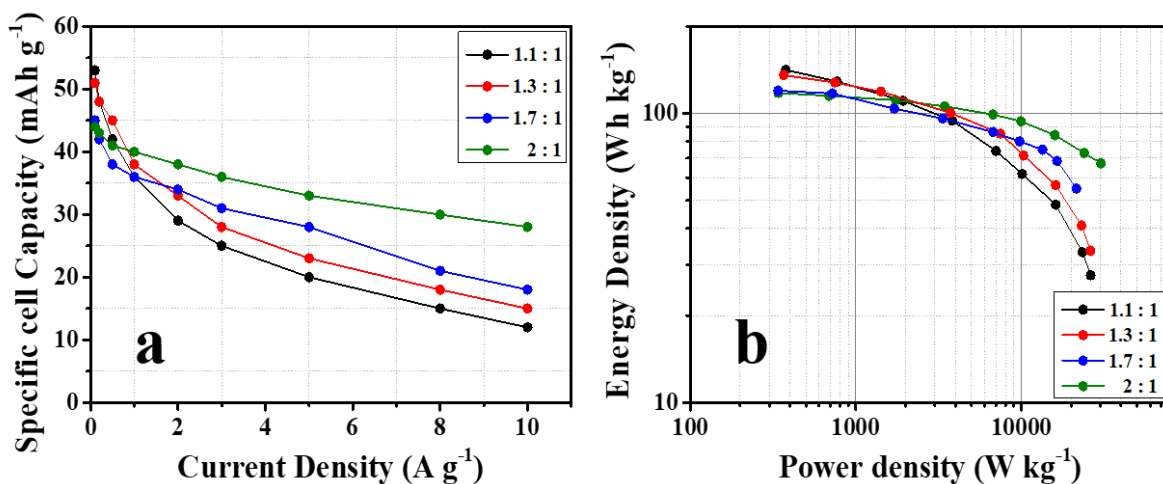 Specific cell Capacity (mAh g⁻¹)
60
50
40
30
20
10
0
0
2
4
6
8
10
Current Density (A g⁻¹)
1.1 : 1
1.3 : 1
1.7 : 1
2 : 1
a
Energy Density (Wh kg⁻¹)
100
10
100
1000
10000
Power density (W kg⁻¹)
1.1 : 1
1.3 : 1
1.7 : 1
2 : 1
b